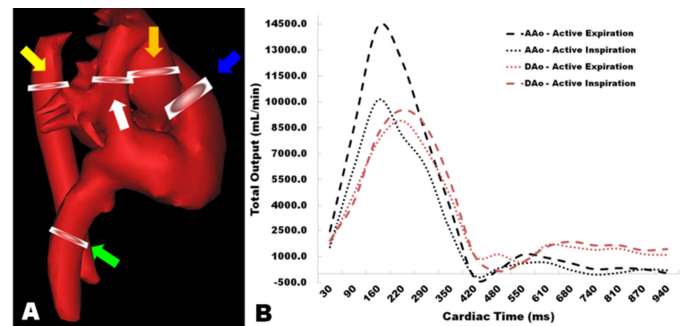 A
B
Total Output (mL/min)
14500.0
13000.0
11500.0
10000.0
8500.0
7000.0
5500.0
4000.0
2500.0
1000.0
-500.0
AAo - Active Expiration
AAo - Active Inspiration
DAo - Active Expiration
DAo - Active Inspiration
30 90 160 220 290 350 420 480 550 610 680 740 810 870 940
Cardiac Time (ms)